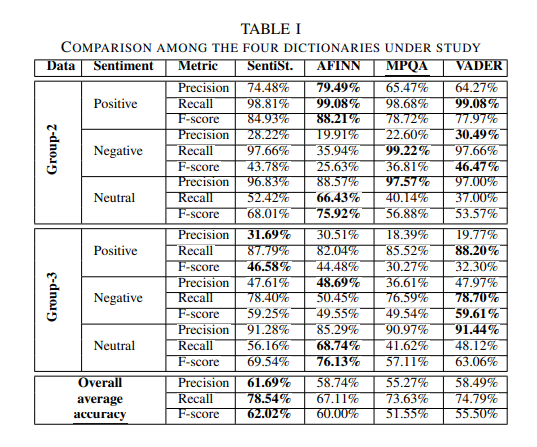 TABLE I
COMPARISON AMONG THE FOUR DICTIONARIES UNDER STUDY
Data Sentiment Metric SentiSt. AFINN MPQA VADER
Group-2
Positive
Precision 74.48% 79.49% 65.47% 64.27%
Recall 98.81% 99.08% 98.68% 99.08%
F-score 84.93% 88.21% 78.72% 77.97%
Negative
Precision 28.22% 19.91% 22.60% 30.49%
Recall 97.66% 35.94% 99.22% 97.66%
F-score 43.78% 25.63% 36.81% 46.47%
Neutral
Precision 96.83% 88.57% 97.57% 97.00%
Recall 52.42% 66.43% 40.14% 37.00%
F-score 68.01% 75.92% 56.88% 53.57%
Group-3
Positive
Precision 31.69% 30.51% 18.39% 19.77%
Recall 87.79% 82.04% 85.52% 88.20%
F-score 46.58% 44.48% 30.27% 32.30%
Negative
Precision 47.61% 48.69% 36.61% 47.97%
Recall 78.40% 50.45% 76.59% 78.70%
F-score 59.25% 49.55% 49.54% 59.61%
Neutral
Precision 91.28% 85.29% 90.97% 91.44%
Recall 56.16% 68.74% 41.62% 48.12%
F-score 69.54% 76.13% 57.11% 63.06%
Overall
average
accuracy
Precision 61.69% 58.74% 55.27% 58.49%
Recall 78.54% 67.11% 73.63% 74.79%
F-score 62.02% 60.00% 51.55% 55.50%